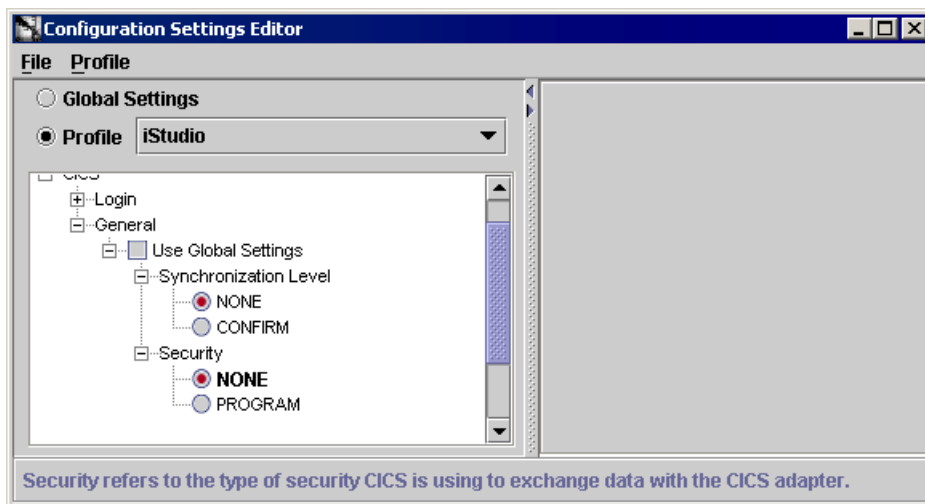 Configuration Settings Editor
File Profile
Global Settings
Profile iStudio
CICS
Login
General
Use Global Settings
Synchronization Level
NONE
CONFIRM
Security
NONE
PROGRAM
Security refers to the type of security CICS is using to exchange data with the CICS adapter.